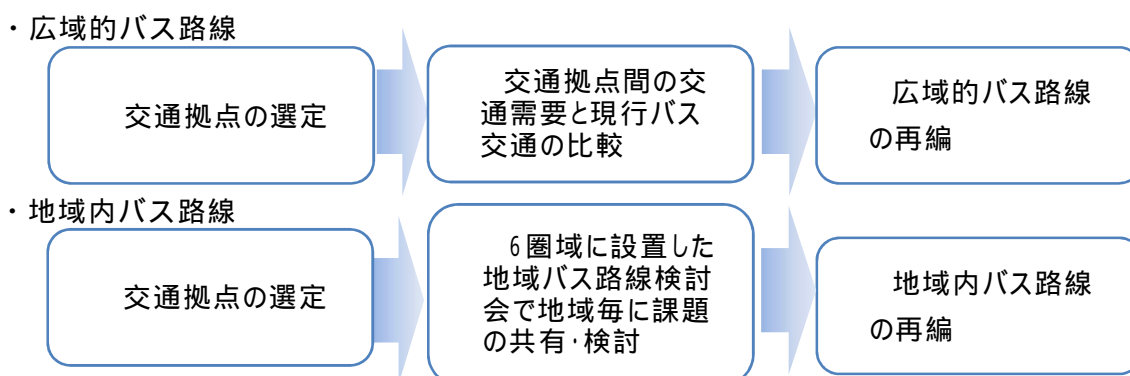 ・広域的バス路線
交通拠点の選定
交通拠点間の交
通需要と現行バス
交通の比較
広域的バス路線
の再編
・地域内バス路線
交通拠点の選定
6圏域に設置した
地域バス路線検討
会で地域毎に課題
の共有・検討
地域内バス路線
の再編